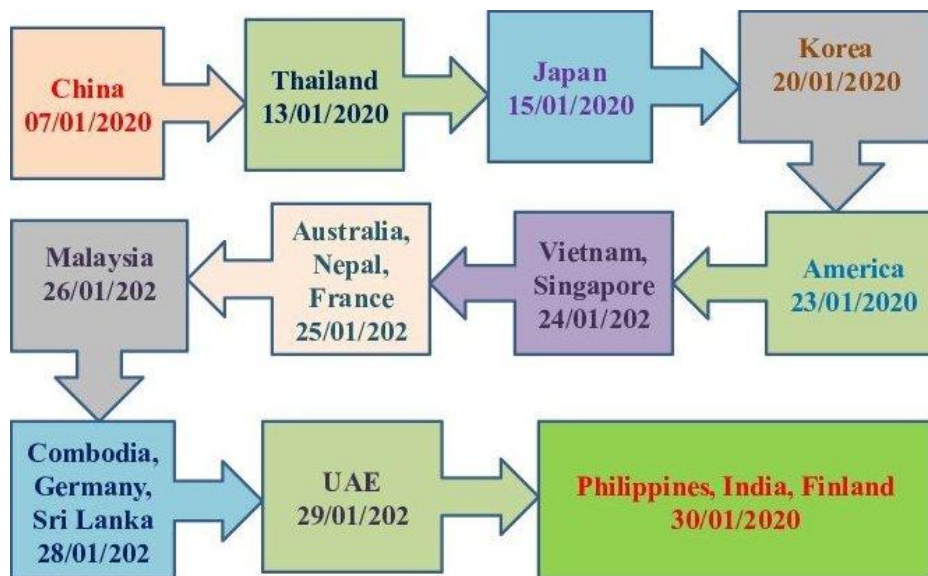 China
07/01/2020
Thailand
13/01/2020
Japan
15/01/2020
Korea
20/01/2020
America
23/01/2020
Vietnam,
Singapore
24/01/202
Australia,
Nepal,
France
25/01/202
Malaysia
26/01/202
Combodia,
Germany,
Sri Lanka
28/01/202
UAE
29/01/202
Philippines, India, Finland
30/01/2020